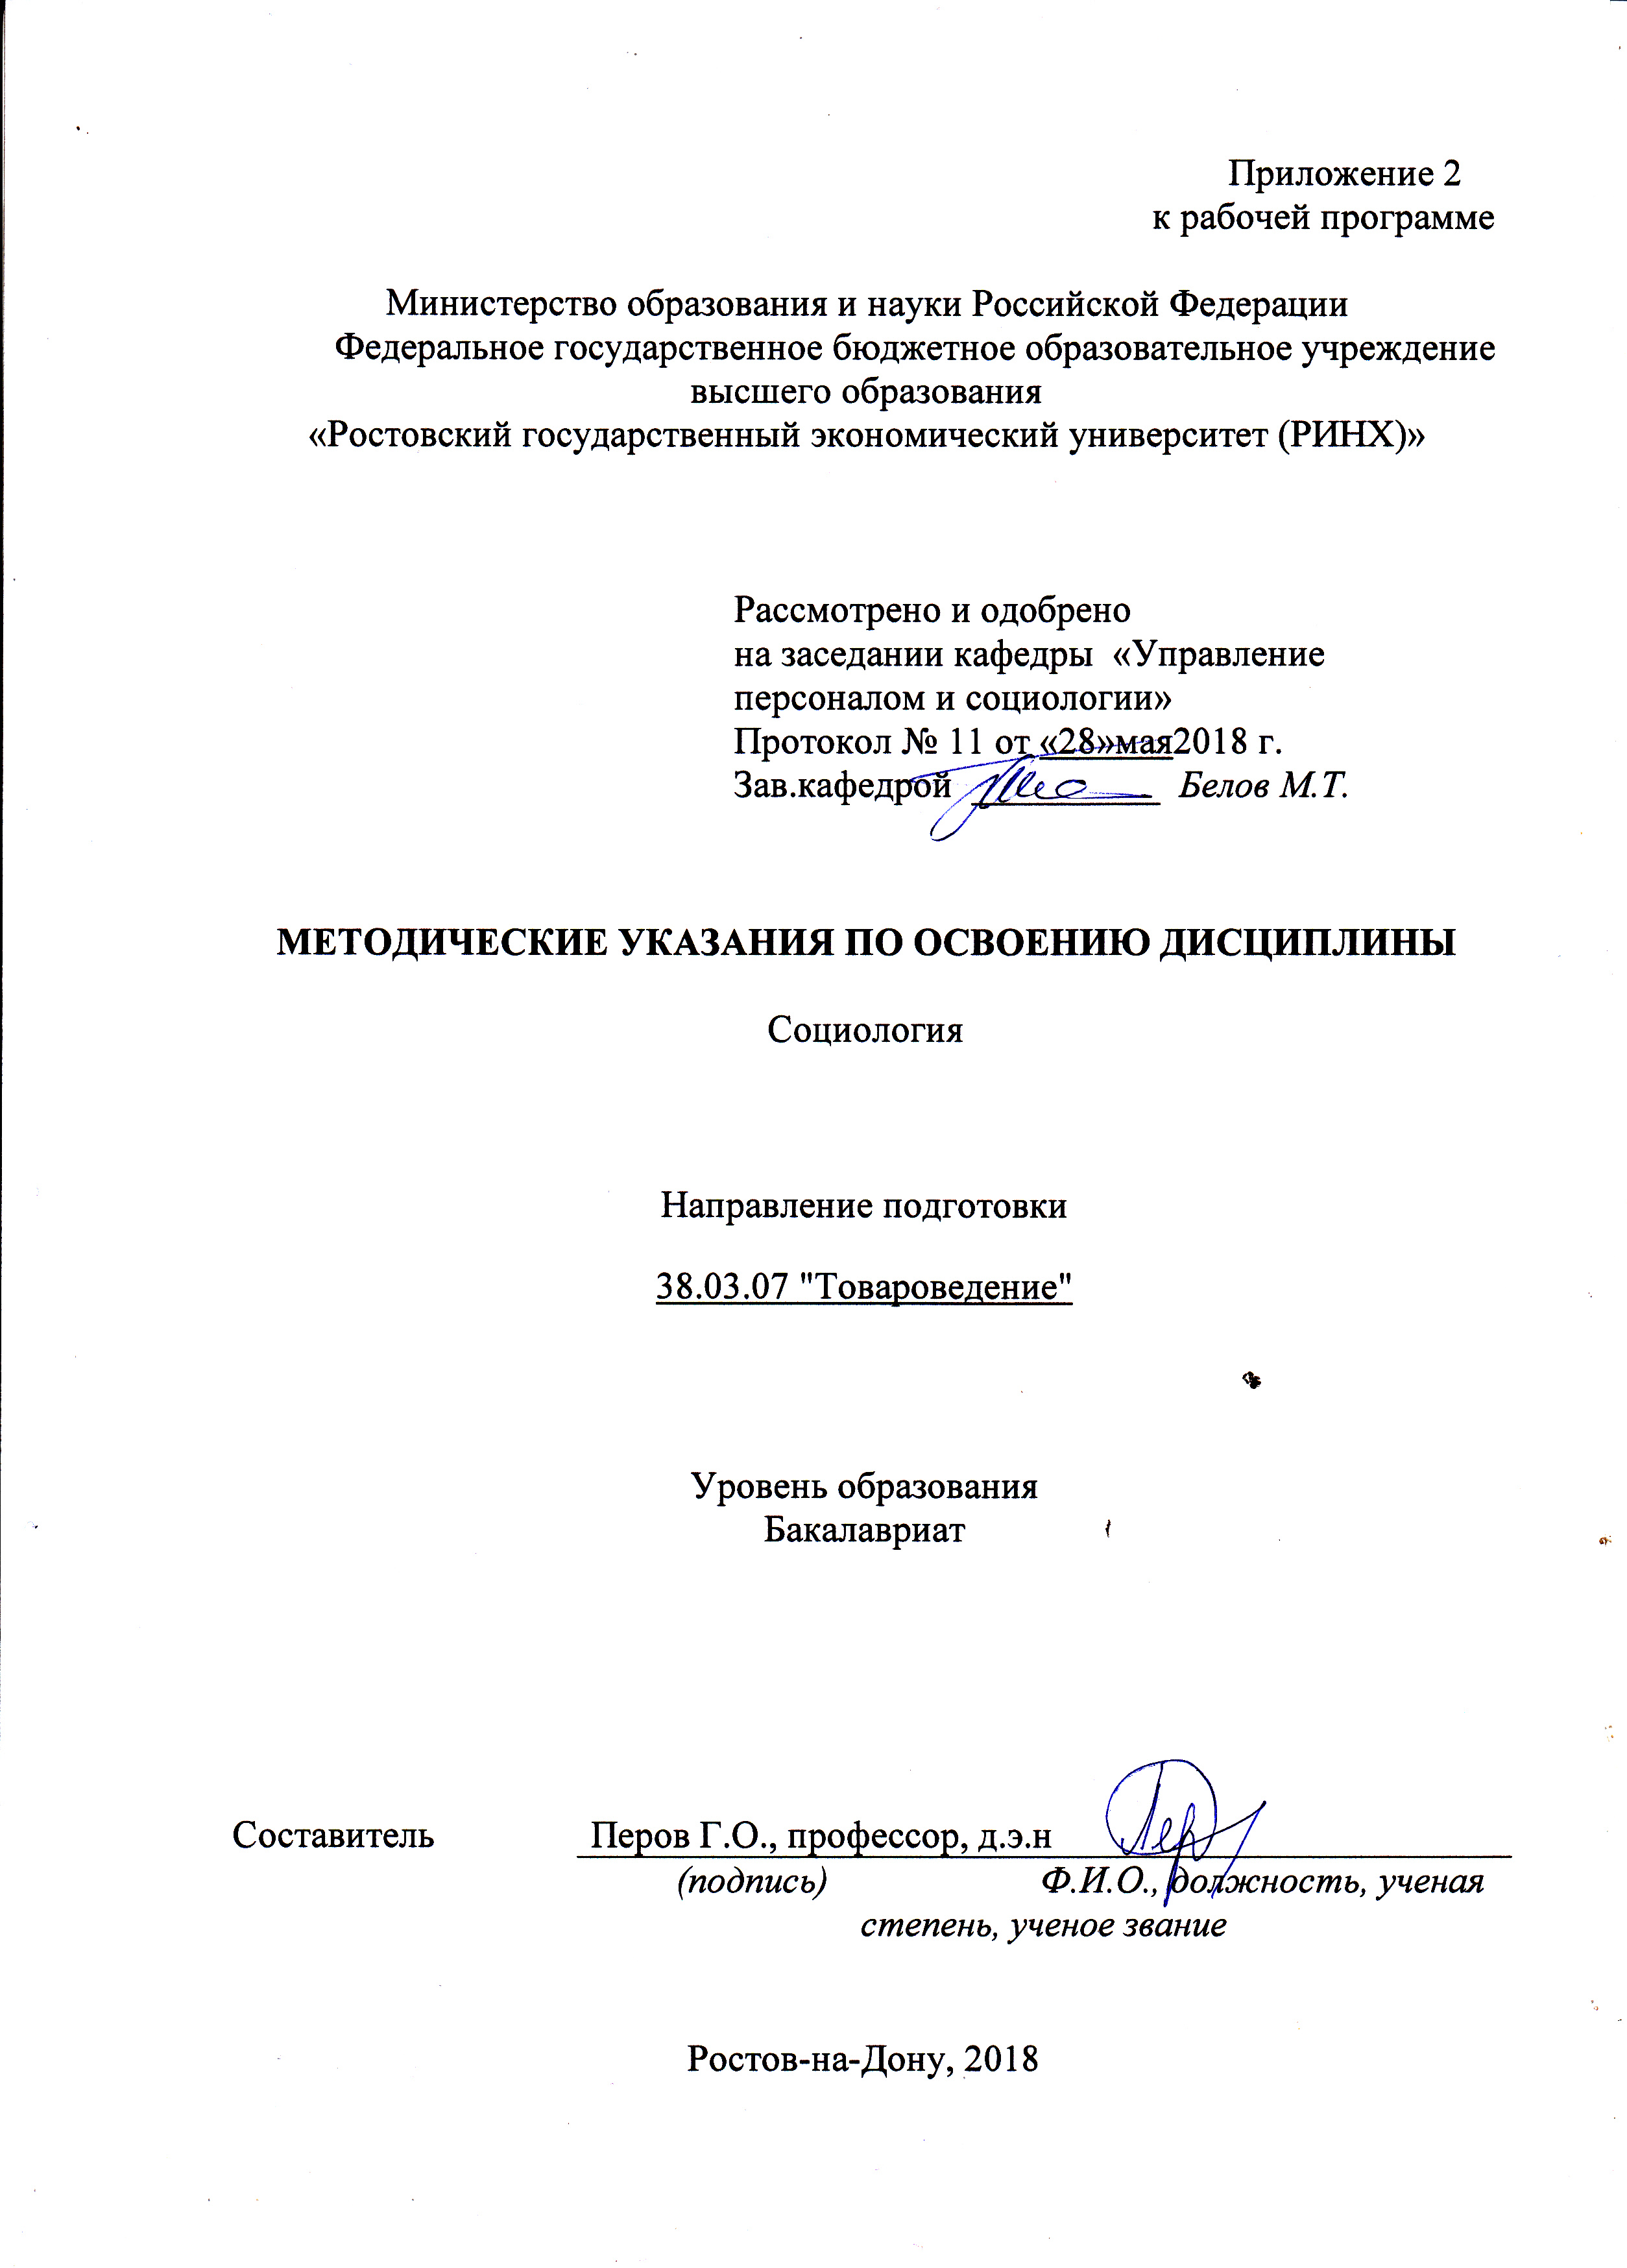 Приложение 2
к рабочей программе
Министерство образования и науки Российской Федерации
Федеральное государственное бюджетное образовательное учреждение
высшего образования
«Ростовский государственный экономический университет (РИНХ)»
Рассмотрено и одобрено
на заседании кафедры «Управление
персоналом и социологии»
Протокол № 11 от «28»мая2018 г.
Зав.кафедрой Белов М.Т.
МЕТОДИЧЕСКИЕ УКАЗАНИЯ ПО ОСВОЕНИЮ ДИСЦИПЛИНЫ
Социология
Направление подготовки
38.03.07 "Товароведение"
Уровень образования
Бакалавриат
Составитель Перов Г.О., профессор, д.э.н
(подпись) Ф.И.О., должность, ученая
степень, ученое звание
Ростов-на-Дону, 2018